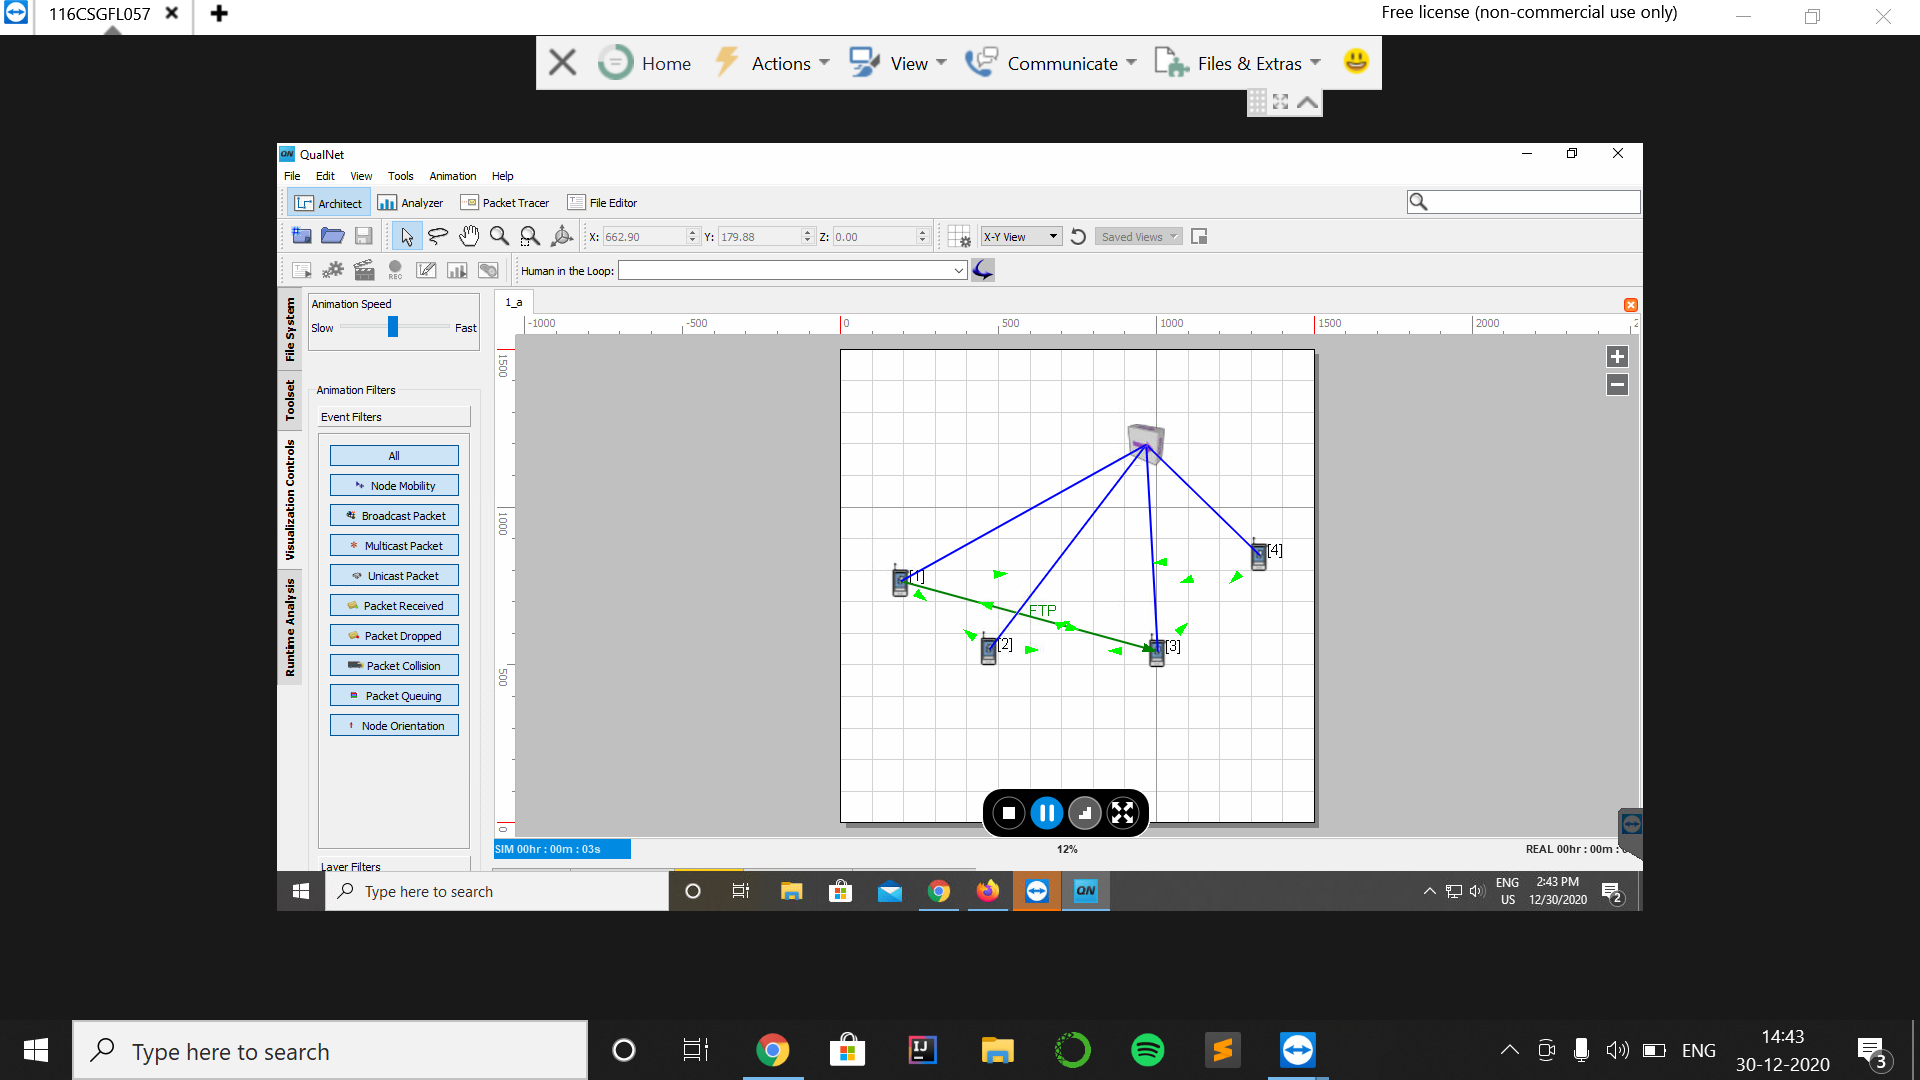 116CSGFL057
Free license (non-commercial use only)
Home Actions View Communicate Files & Extras
QN QualNet
File Edit View Tools Animation Help
Architect Analyzer Packet Tracer File Editor
X: 662.90 Y: 179.88 Z: 0.00 X-Y View Saved Views
REC Human in the Loop:
File System
Toolset
Visualization Controls
Runtime Analysis
Animation Speed
Slow Fast
Animation Filters
Event Filters
All
Node Mobility
Broadcast Packet
Multicast Packet
Unicast Packet
Packet Received
Packet Dropped
Packet Collision
Packet Queuing
Node Orientation
Layer Filters
1_a
-1000 -500 0 500 1000 1500 2000
1500
1000
500
0
[4]
[1]
FTP
[2] [3]
SIM 00hr : 00m : 03s 12% REAL 00hr : 00m :
Type here to search QN ENG US 2:43 PM 12/30/2020 2
Type here to search IJ ENG 14:43 30-12-2020 3